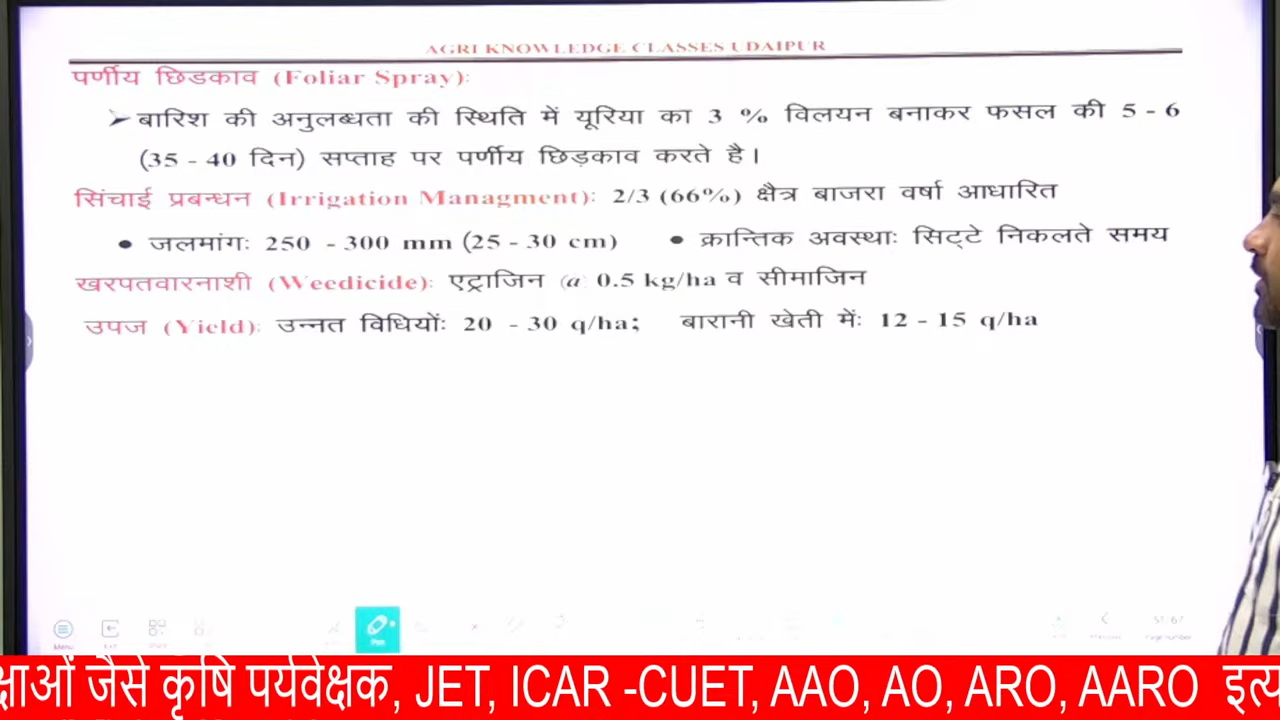 AGRI KNOWLEDGE CLASSES UDAIPUR
पर्णीय छिडकाव (Foliar Spray):
➤ बारिश की अनुलब्धता की स्थिति में यूरिया का 3 % विलयन बनाकर फसल की 5 - 6
(35 - 40 दिन) सप्ताह पर पर्णीय छिड़काव करते है।
सिंचाई प्रबन्धन (Irrigation Managment): 2/3 (66%) क्षैत्र बाजरा वर्षा आधारित
• जलमांगः 250 - 300 mm (25 - 30 cm) • क्रान्तिक अवस्थाः सिट्टे निकलते समय
खरपतवारनाशी (Weedicide): एट्राजिन @ 0.5 kg/ha व सीमाजिन
उपज (Yield): उन्नत विधियोंः 20 - 30 q/ha; बारानी खेती मेंः 12 - 15 q/ha
Menu
Pen
क्षाओं जैसे कृषि पर्यवेक्षक, JET, ICAR -CUET, AAO, AO, ARO, AARO इत्य